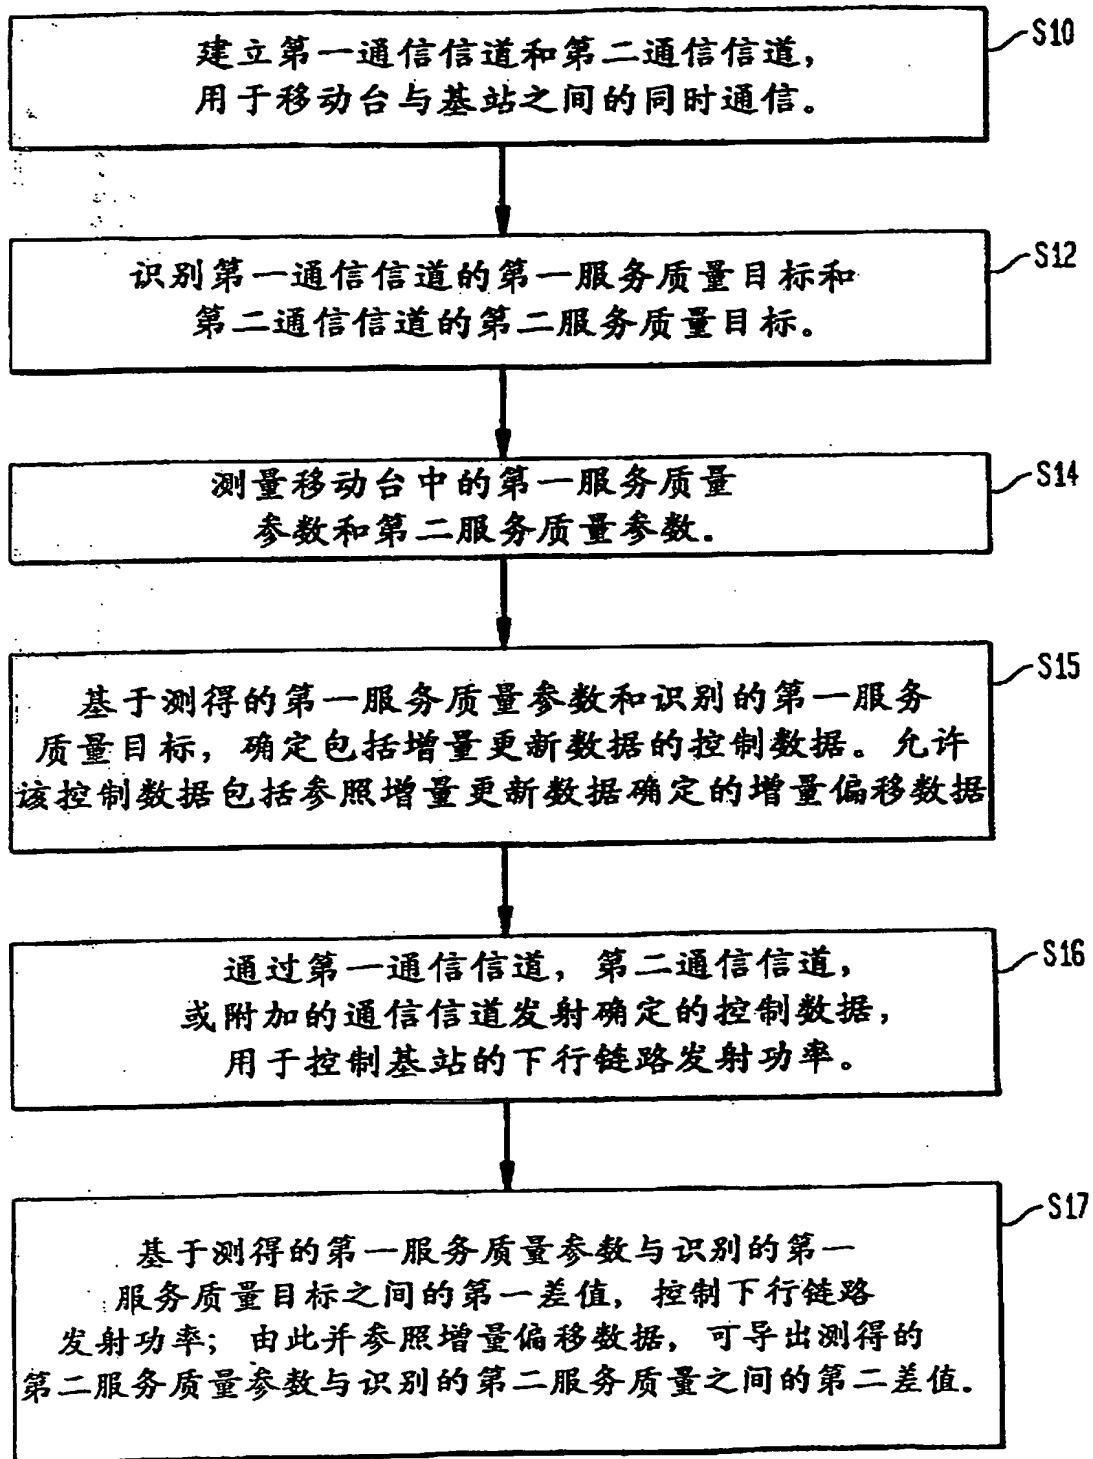 建立第一通信信道和第二通信信道，
用于移动台与基站之间的同时通信。
S10
识别第一通信信道的第一服务质量目标和
第二通信信道的第二服务质量目标。
S12
测量移动台中的第一服务质量
参数和第二服务质量参数.
S14
基于测得的第一服务质量参数和识别的第一服务
质量目标，确定包括增量更新数据的控制数据。允许
该控制数据包括参照增量更新数据确定的增量偏移数据
S15
通过第一通信信道，第二通信信道，
或附加的通信信道发射确定的控制数据，
用于控制基站的下行链路发射功率。
S16
基于测得的第一服务质量参数与识别的第一
服务质量目标之间的第一差值，控制下行链路
发射功率；由此并参照增量偏移数据，可导出测得的
第二服务质量参数与识别的第二服务质量之间的第二差值.
S17